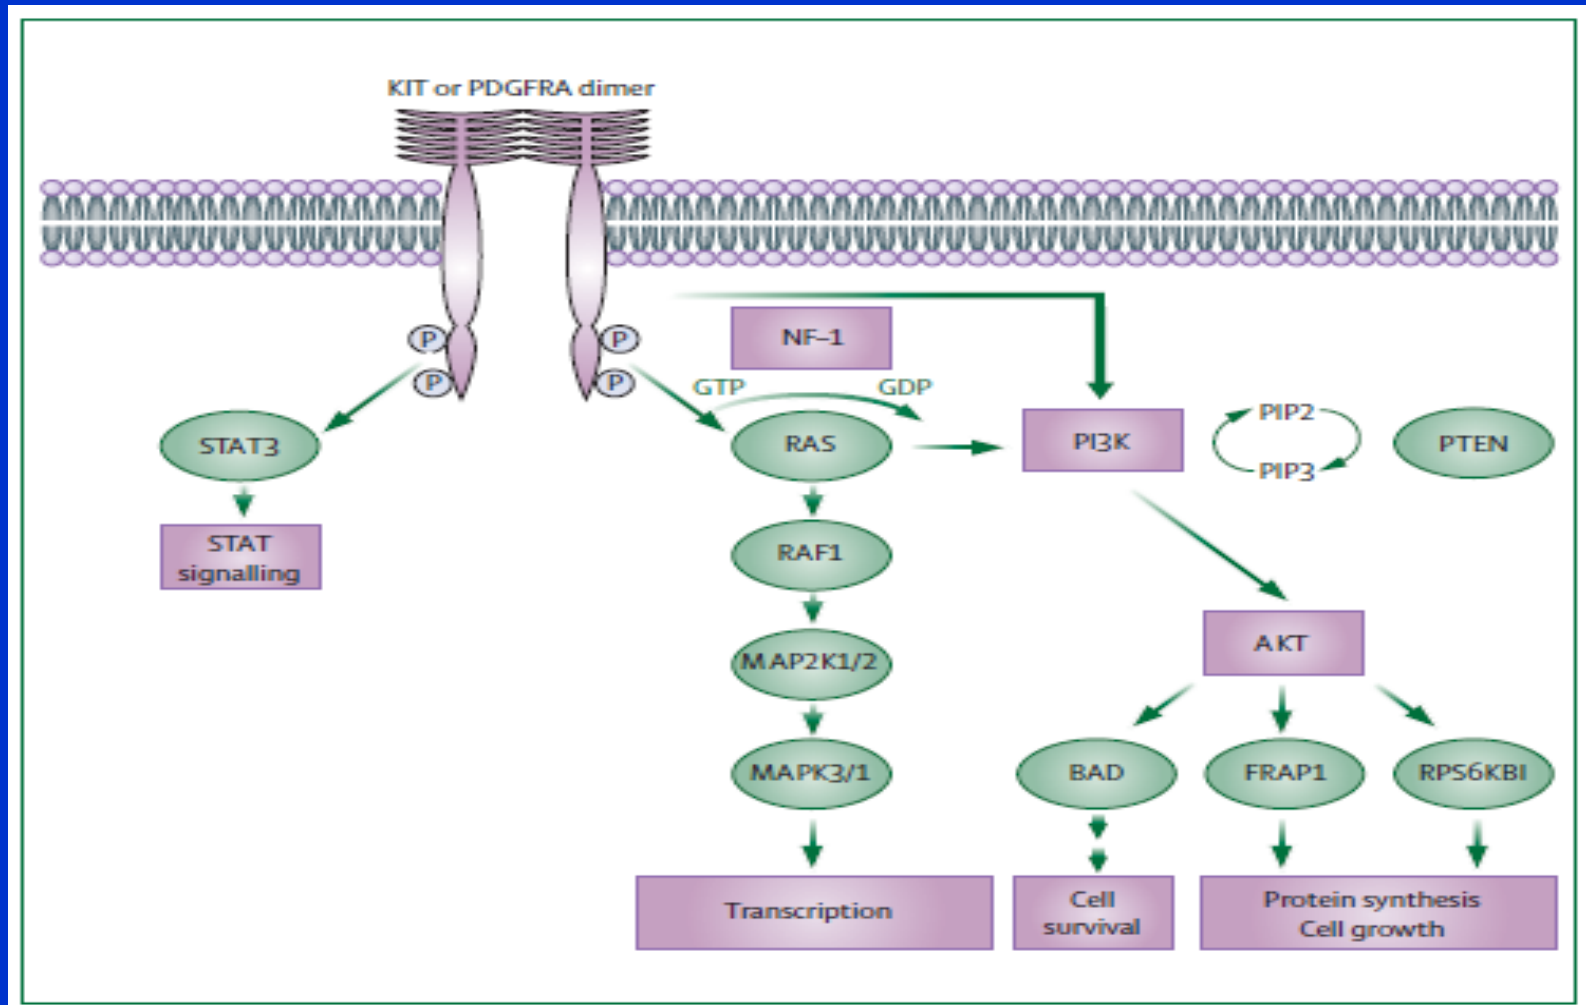 KIT or PDGFRA dimer
P
P
P
P
NF–1
GTP
GDP
STAT3
RAS
PI3K
PIP2
PIP3
PTEN
STAT
signalling
RAF1
MAP2K1/2
AKT
MAPK3/1
BAD
FRAP1
RPS6KBI
Transcription
Cell
survival
Protein synthesis
Cell growth